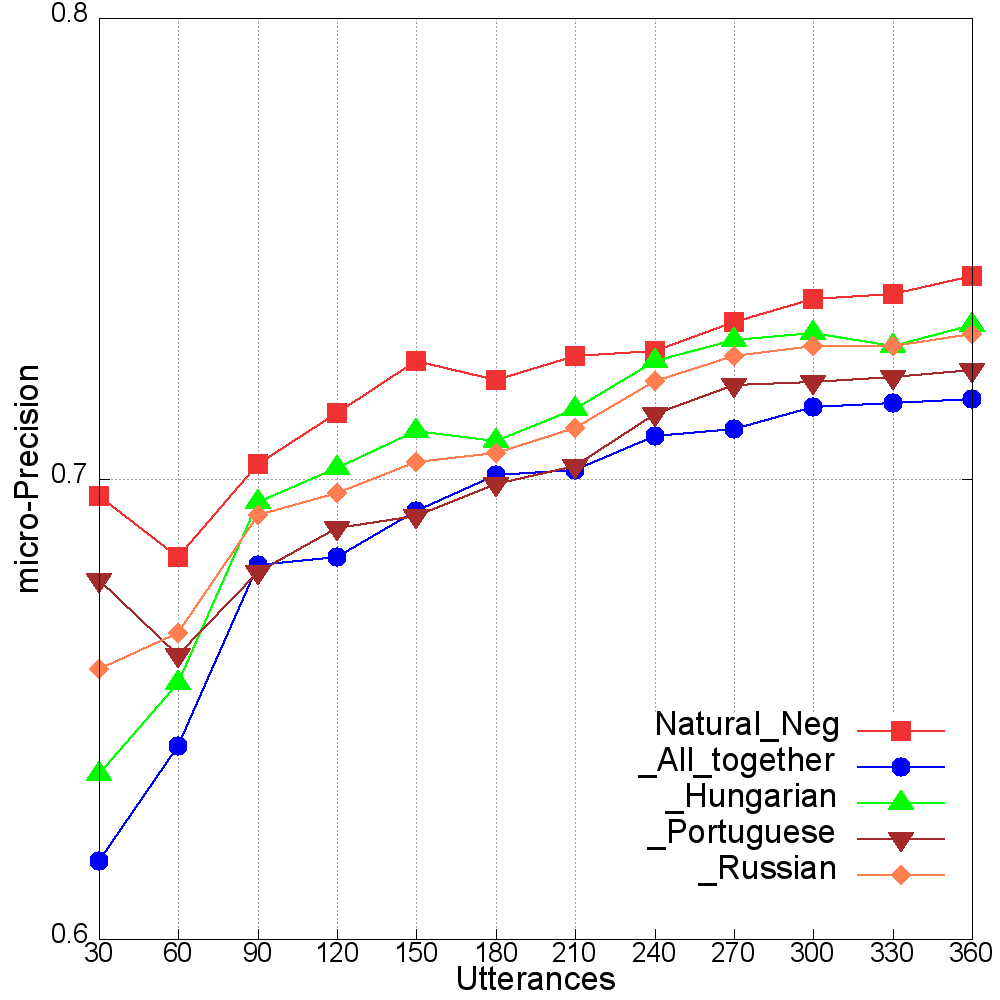 0.8
micro-Precision
0.7
Natural_Neg
_All_together
_Hungarian
_Portuguese
_Russian
0.6
30 60 90 120 150 180 210 240 270 300 330 360
Utterances